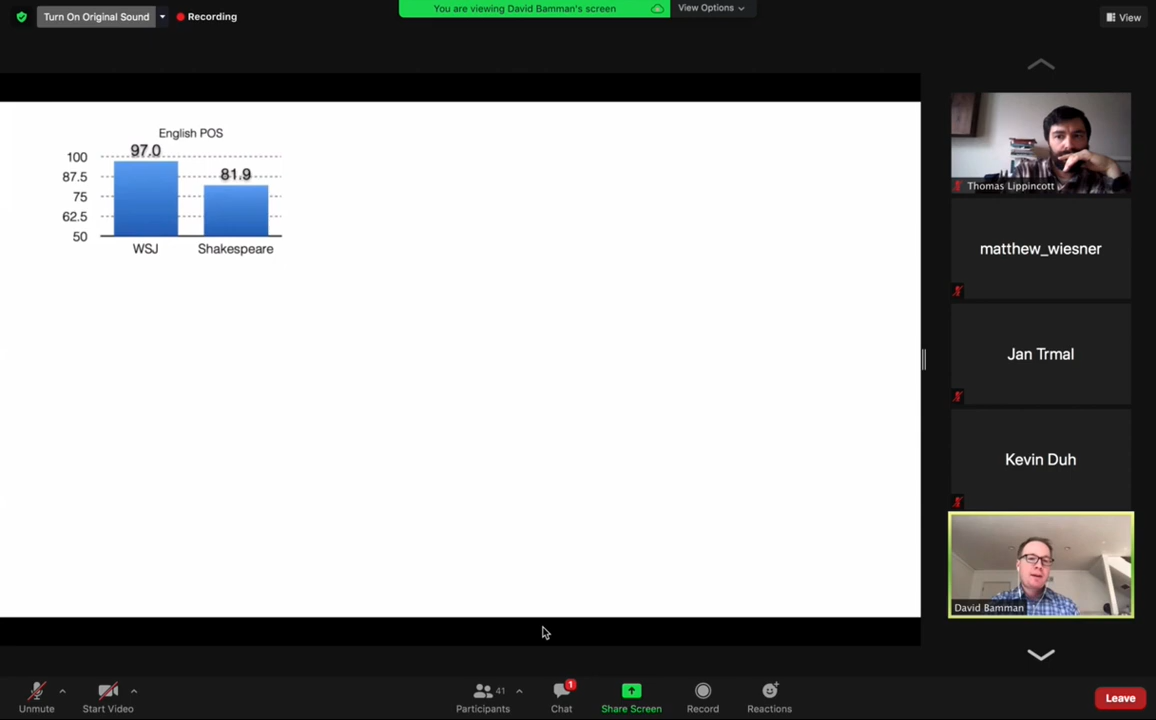 Turn On Original Sound
Recording
You are viewing David Bamman's screen
View Options
View
English POS
97.0
81.9
100
87.5
75
62.5
50
WSJ
Shakespeare
Thomas Lippincott
matthew_wiesner
Jan Trmal
Kevin Duh
David Bamman
Unmute
Start Video
Participants
41
Chat
1
Share Screen
Record
Reactions
Leave